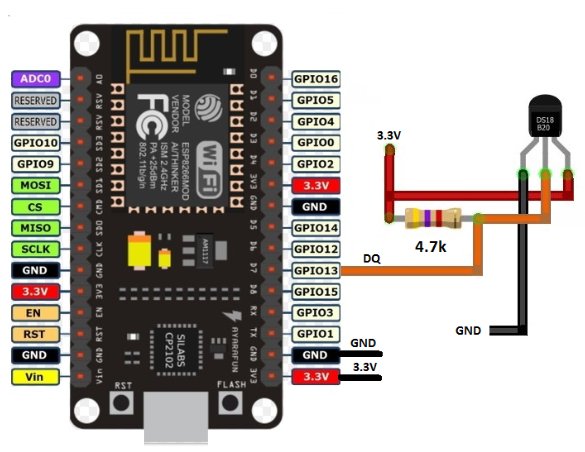 ADC0
RESERVED
RESERVED
GPIO10
GPIO9
MOSI
CS
MISO
SCLK
GND
3.3V
EN
RST
GND
Vin
A0
RSV
RSV
SD3
SD2
SD1
CMD
SD0
CLK
GND
3V3
EN
RST
GND
Vin
MODEL
VENDOR
ESP8266MOD
AI/THINKER
ISM 2.4GHz
PA +25dBm
802.11b/g/n
FC
WiFi
AM1117
SILABS
CP2102
AYARAFUN
RST
FLASH
D0
D1
D2
D3
D4
3V3
GND
D5
D6
D7
D8
RX
TX
GND
3V3
GPIO16
GPIO5
GPIO4
GPIO0
GPIO2
3.3V
GND
GPIO14
GPIO12
GPIO13
GPIO15
GPIO3
GPIO1
GND
3.3V
GND
3.3V
DQ
3.3V
4.7k
DS18
B20
GND